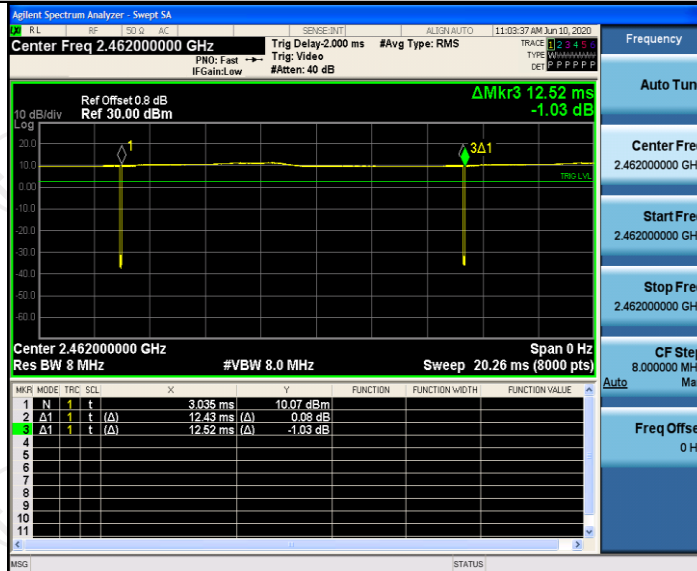 Agilent Spectrum Analyzer - Swept SA
RL RF 50 Ω AC SENSE:INT ALIGN AUTO 11:03:37 AM Jun 10, 2020
Center Freq 2.462000000 GHz
PNO: Fast
IFGain:Low
Trig Delay-2.000 ms
Trig: Video
#Atten: 40 dB
#Avg Type: RMS
TRACE 1 2 3 4 5 6
TYPE WWWWWW
DET P P P P P P
Ref Offset 0.8 dB
10 dB/div Ref 30.00 dBm
Log
ΔMkr3 12.52 ms
-1.03 dB
20.0
10.0
0.00
-10.0
-20.0
-30.0
-40.0
-50.0
-60.0
1
3Δ1
TRIG LVL
Center 2.462000000 GHz Span 0 Hz
Res BW 8 MHz #VBW 8.0 MHz Sweep 20.26 ms (8000 pts)
MKR MODE TRC SCL X Y FUNCTION FUNCTION WIDTH FUNCTION VALUE
1 N 1 t 3.035 ms 10.07 dBm
2 Δ1 1 t (Δ) 12.43 ms (Δ) 0.08 dB
3 Δ1 1 t (Δ) 12.52 ms (Δ) -1.03 dB
4
5
6
7
8
9
10
11
MSG STATUS
Frequency
Auto Tun
Center Fre
2.462000000 GH
Start Fre
2.462000000 GH
Stop Fre
2.462000000 GH
CF Ste
8.000000 MH
Auto Ma
Freq Offse
0 H